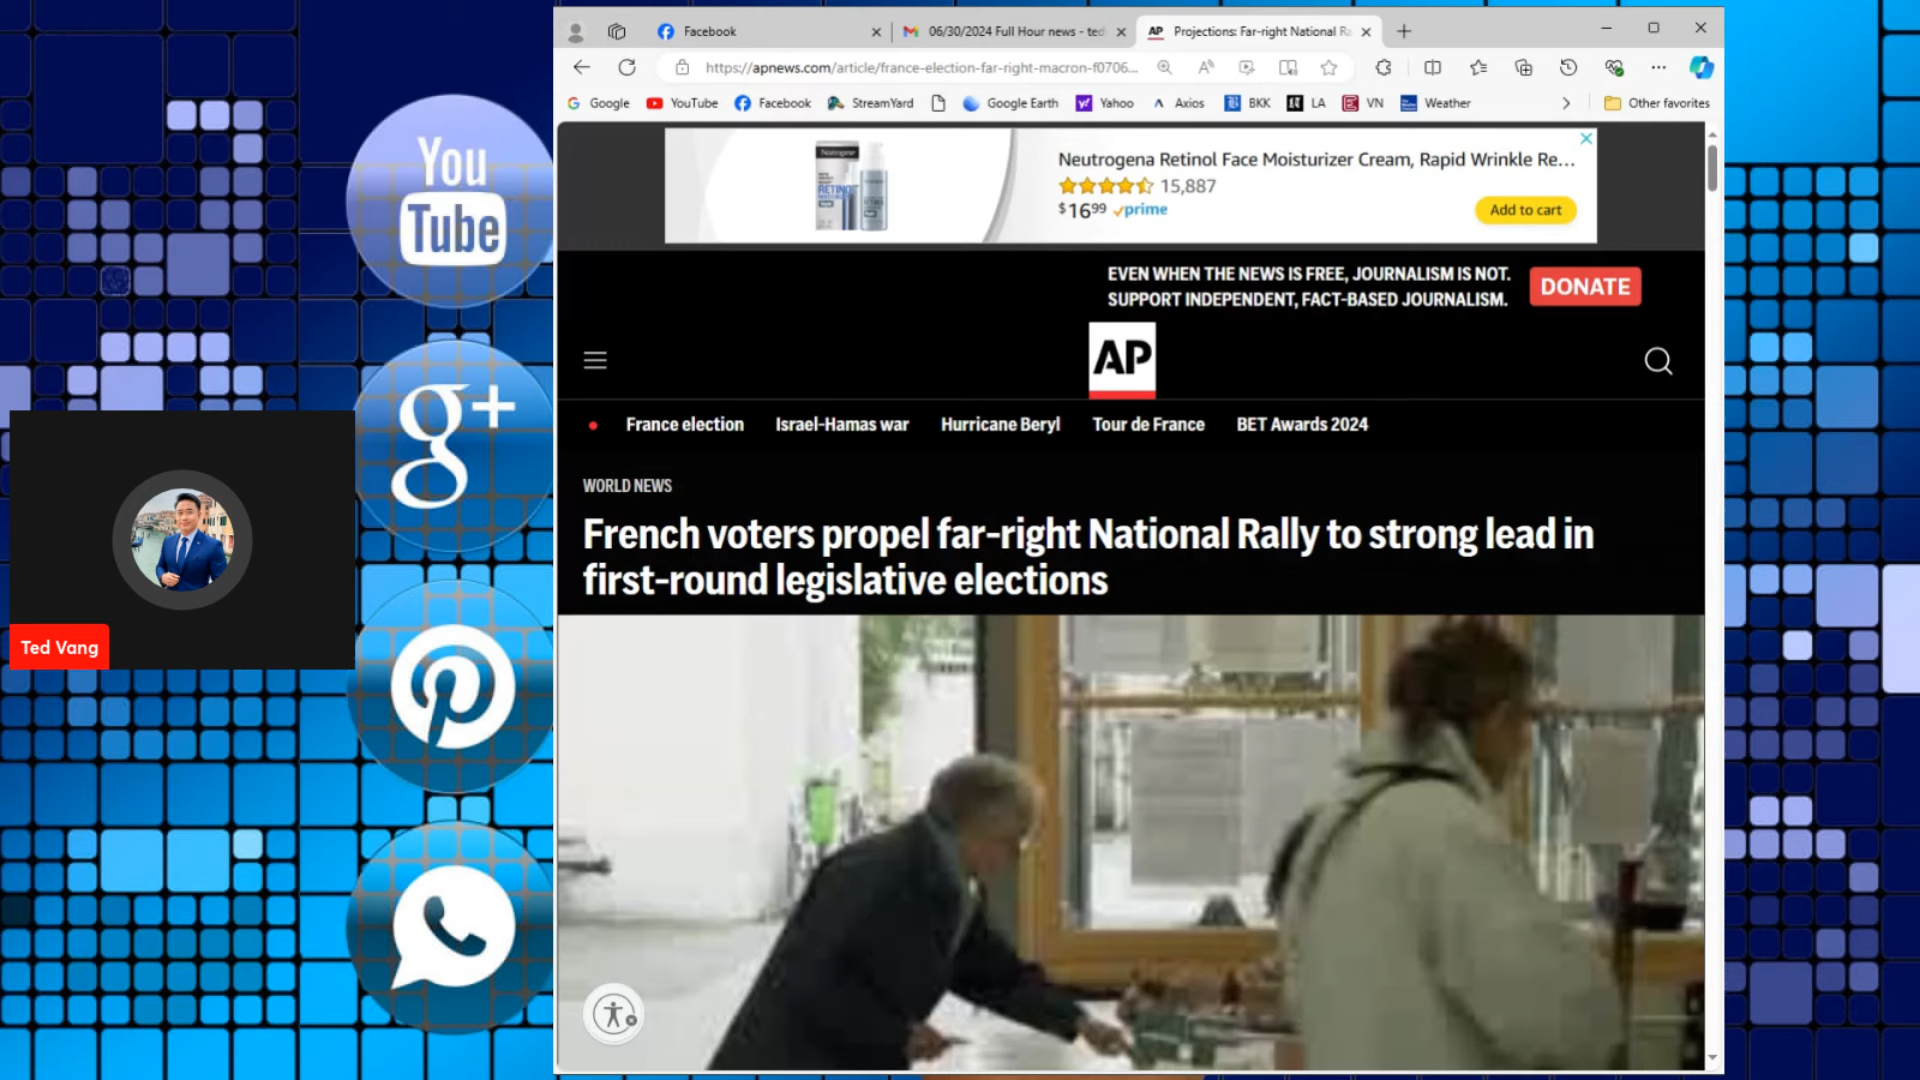 You
Tube
g+
Ted Vang
Facebook
06/30/2024 Full Hour news - ted
AP Projections: Far-right National Ra
https://apnews.com/article/france-election-far-right-macron-f0706...
Google
YouTube
Facebook
StreamYard
Google Earth
Yahoo
Axios
BKK
LA
VN
Weather
Other favorites
Neutrogena
RETINOL
Neutrogena Retinol Face Moisturizer Cream, Rapid Wrinkle Re...
15,887
$1699 prime
Add to cart
EVEN WHEN THE NEWS IS FREE, JOURNALISM IS NOT.
SUPPORT INDEPENDENT, FACT-BASED JOURNALISM.
DONATE
AP
France election
Israel-Hamas war
Hurricane Beryl
Tour de France
BET Awards 2024
WORLD NEWS
French voters propel far-right National Rally to strong lead in
first-round legislative elections